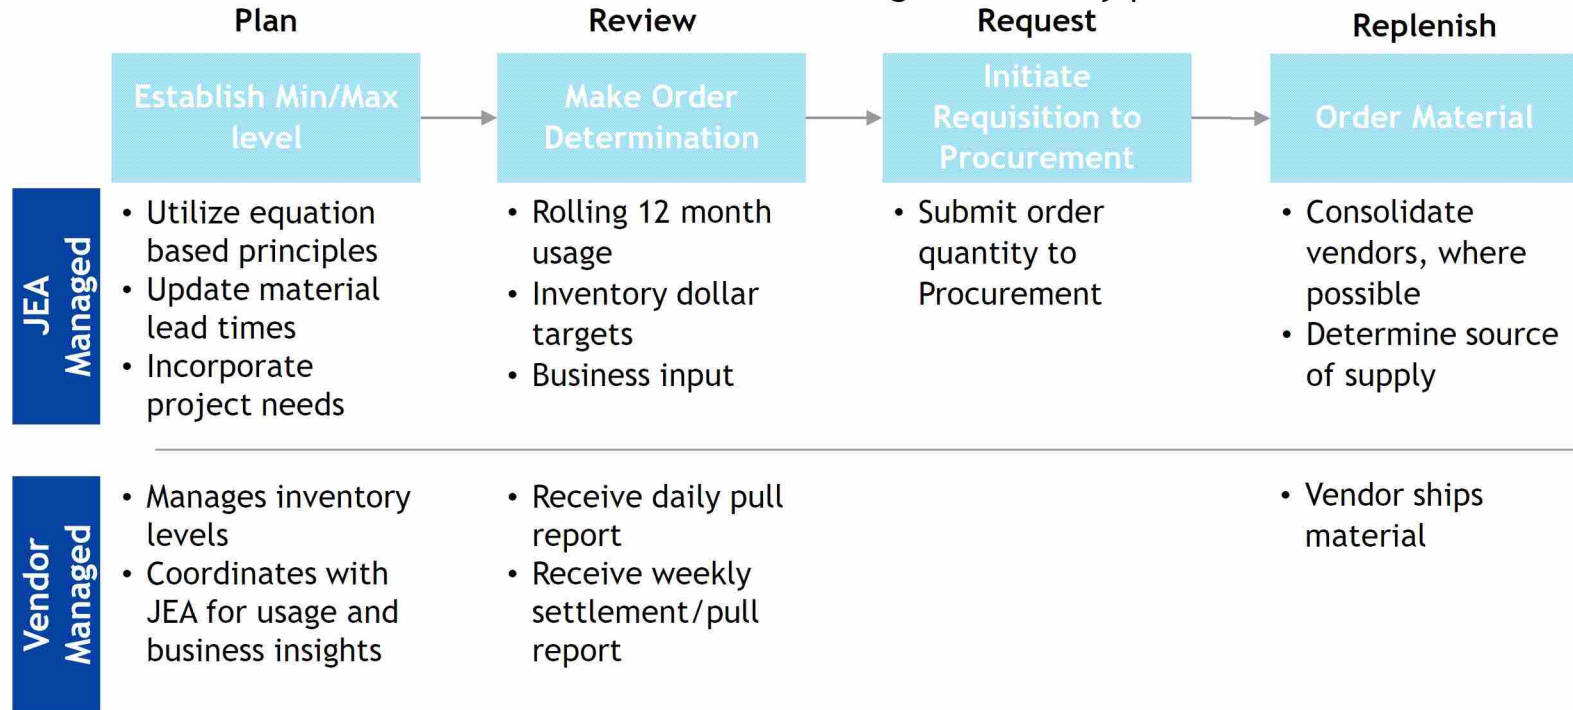 Plan
Review
Request
Replenish
Establish Min/Max
level
Make Order
Determination
Initiate
Requisition to
Procurement
Order Material
JEA
Managed
• Utilize equation
based principles
• Update material
lead times
• Incorporate
project needs
• Rolling 12 month
usage
• Inventory dollar
targets
• Business input
• Submit order
quantity to
Procurement
• Consolidate
vendors, where
possible
• Determine source
of supply
Vendor
Managed
• Manages inventory
levels
• Coordinates with
JEA for usage and
business insights
• Receive daily pull
report
• Receive weekly
settlement/pull
report
• Vendor ships
material